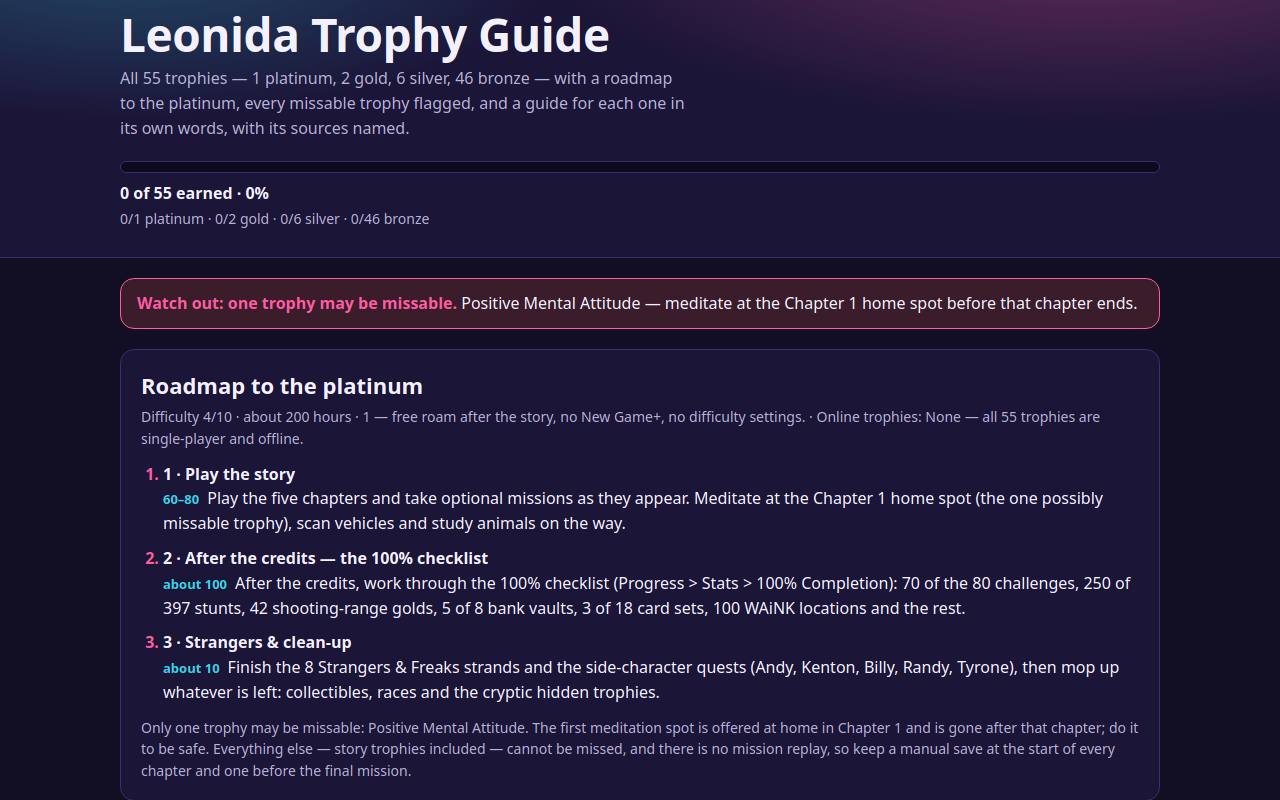 Leonida Trophy Guide
All 55 trophies — 1 platinum, 2 gold, 6 silver, 46 bronze — with a roadmap
to the platinum, every missable trophy flagged, and a guide for each one in
its own words, with its sources named.
0 of 55 earned · 0%
0/1 platinum · 0/2 gold · 0/6 silver · 0/46 bronze
Watch out: one trophy may be missable. Positive Mental Attitude — meditate at the Chapter 1 home spot before that chapter ends.
Roadmap to the platinum
Difficulty 4/10 · about 200 hours · 1 — free roam after the story, no New Game+, no difficulty settings. · Online trophies: None — all 55 trophies are
single-player and offline.
1. 1 · Play the story
60–80 Play the five chapters and take optional missions as they appear. Meditate at the Chapter 1 home spot (the one possibly
missable trophy), scan vehicles and study animals on the way.
2. 2 · After the credits — the 100% checklist
about 100 After the credits, work through the 100% checklist (Progress > Stats > 100% Completion): 70 of the 80 challenges, 250 of
397 stunts, 42 shooting-range golds, 5 of 8 bank vaults, 3 of 18 card sets, 100 WAiNK locations and the rest.
3. 3 · Strangers & clean-up
about 10 Finish the 8 Strangers & Freaks strands and the side-character quests (Andy, Kenton, Billy, Randy, Tyrone), then mop up
whatever is left: collectibles, races and the cryptic hidden trophies.
Only one trophy may be missable: Positive Mental Attitude. The first meditation spot is offered at home in Chapter 1 and is gone after that chapter; do it
to be safe. Everything else — story trophies included — cannot be missed, and there is no mission replay, so keep a manual save at the start of every
chapter and one before the final mission.